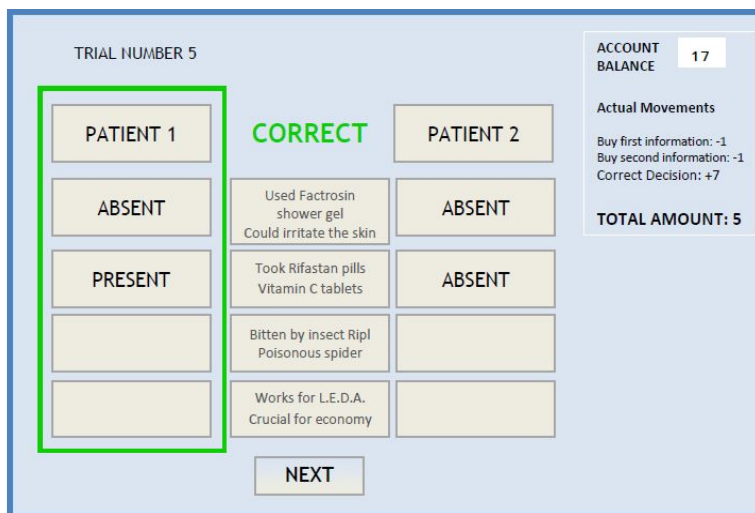 TRIAL NUMBER 5
ACCOUNT
BALANCE
17
Actual Movements
Buy first information: -1
Buy second information: -1
Correct Decision: +7
TOTAL AMOUNT: 5
PATIENT 1
CORRECT
PATIENT 2
ABSENT
Used Factrosin
shower gel
Could irritate the skin
ABSENT
PRESENT
Took Rifastan pills
Vitamin C tablets
ABSENT
Bitten by insect Ripl
Poisonous spider
Works for L.E.D.A.
Crucial for economy
NEXT